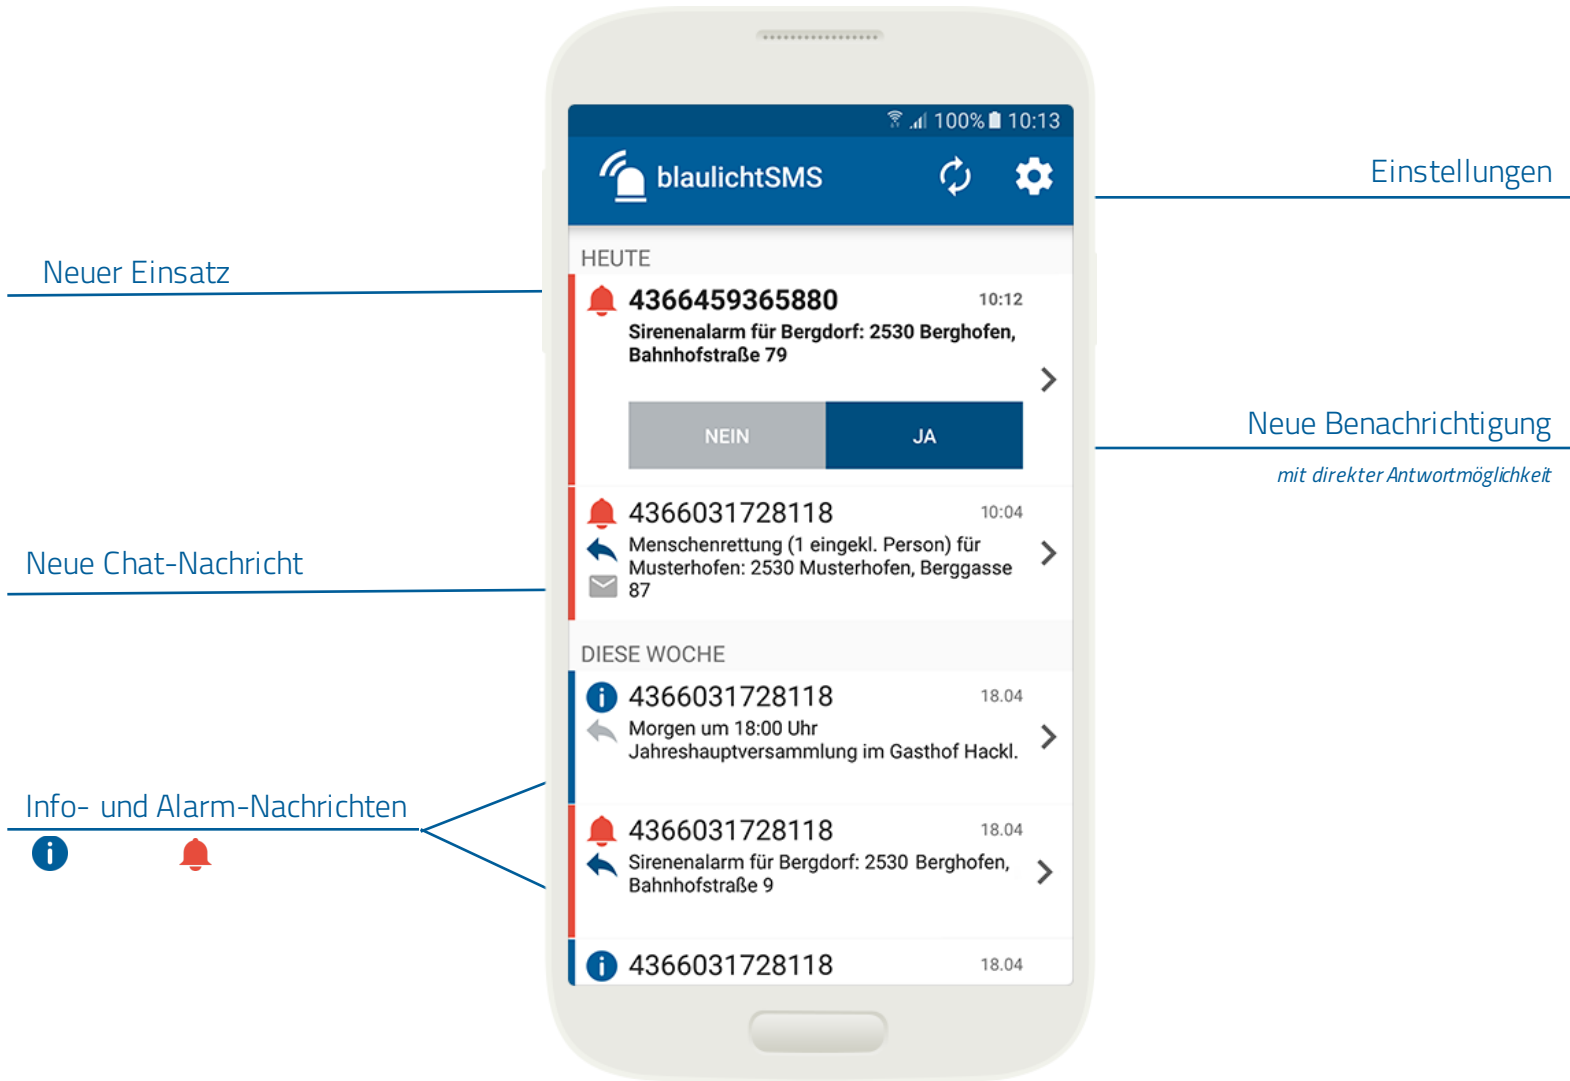 100% 10:13
blaulichtSMS
Einstellungen
HEUTE
Neuer Einsatz
4366459365880 10:12
Sirenenalarm für Bergdorf: 2530 Berghofen,
Bahnhofstraße 79
NEIN JA
Neue Benachrichtigung
mit direkter Antwortmöglichkeit
4366031728118 10:04
Menschenrettung (1 eingekl. Person) für
Musterhofen: 2530 Musterhofen, Berggasse
87
Neue Chat-Nachricht
DIESE WOCHE
4366031728118 18.04
Morgen um 18:00 Uhr
Jahreshauptversammlung im Gasthof Hackl.
Info- und Alarm-Nachrichten
4366031728118 18.04
Sirenenalarm für Bergdorf: 2530 Berghofen,
Bahnhofstraße 9
4366031728118 18.04